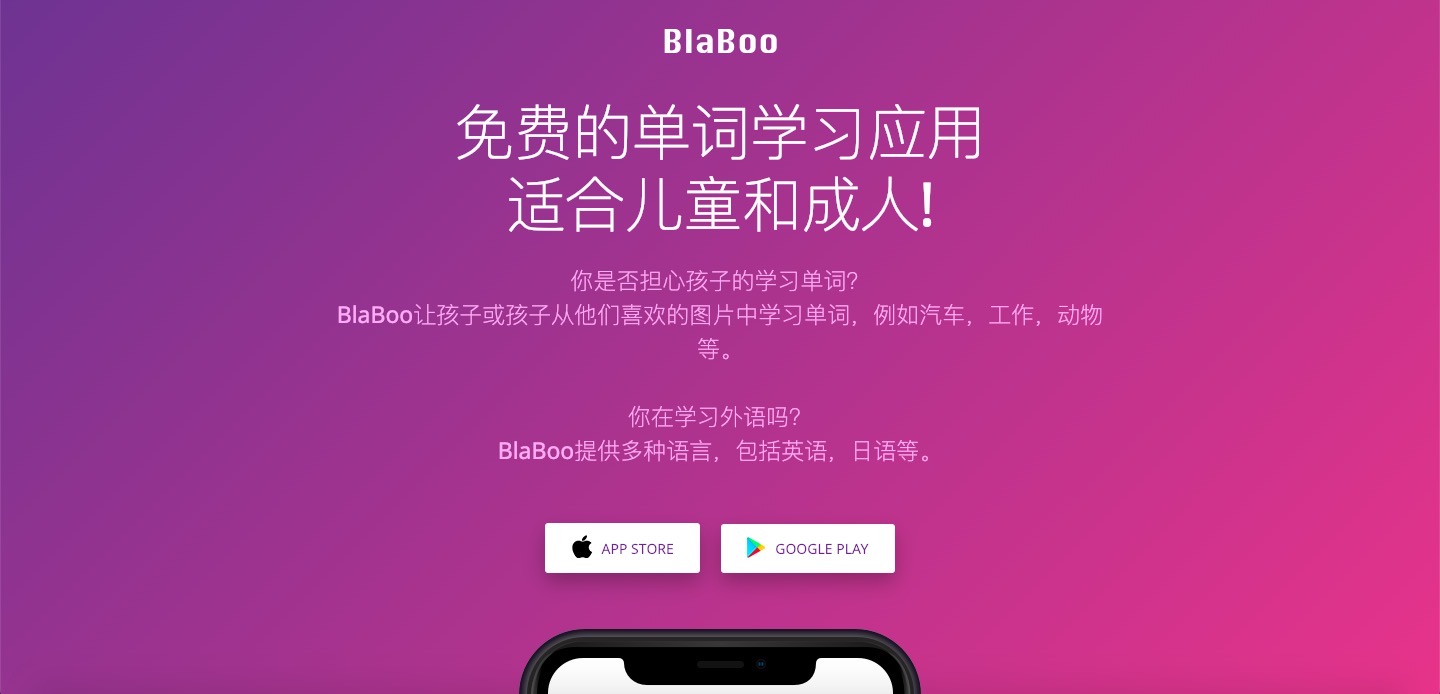 BlaBoo
免费的单词学习应用
适合儿童和成人!
你是否担心孩子的学习单词?
BlaBoo让孩子或孩子从他们喜欢的图片中学习单词，例如汽车，工作，动物
等。
你在学习外语吗?
BlaBoo提供多种语言，包括英语，日语等。
APP STORE
GOOGLE PLAY